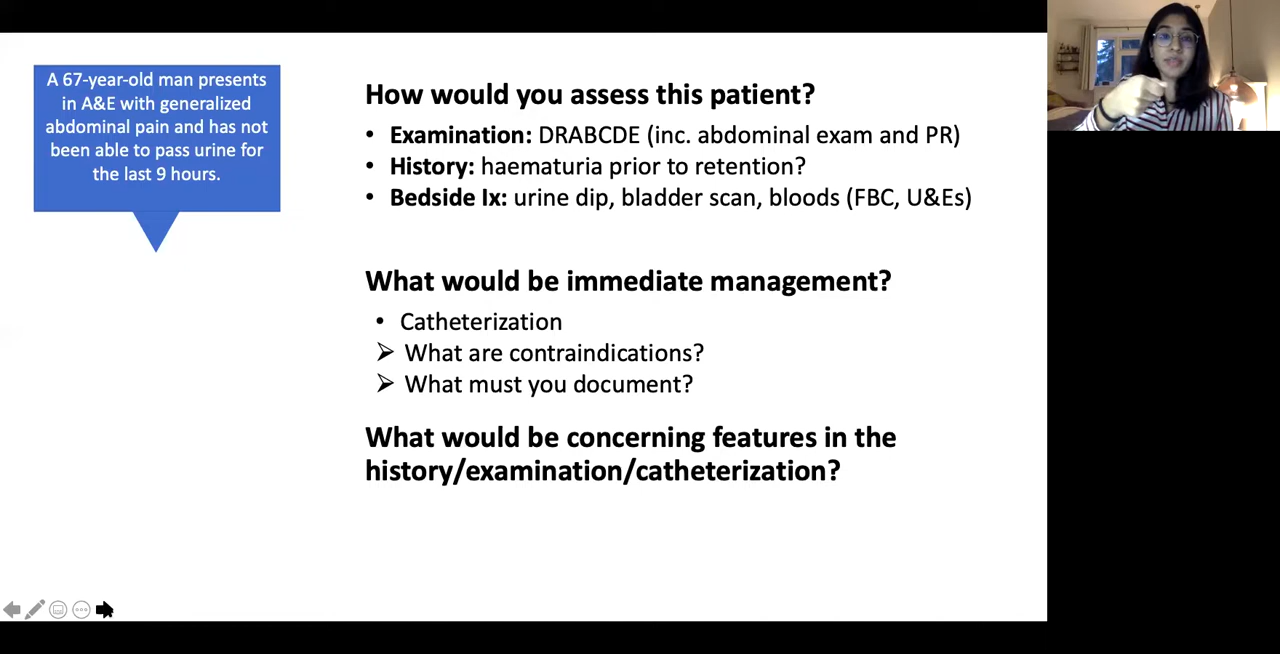 A 67-year-old man presents
in A&E with generalized
abdominal pain and has not
been able to pass urine for
the last 9 hours.
How would you assess this patient?
• Examination: DRABCDE (inc. abdominal exam and PR)
• History: haematuria prior to retention?
• Bedside Ix: urine dip, bladder scan, bloods (FBC, U&Es)
What would be immediate management?
• Catheterization
➢ What are contraindications?
➢ What must you document?
What would be concerning features in the
history/examination/catheterization?